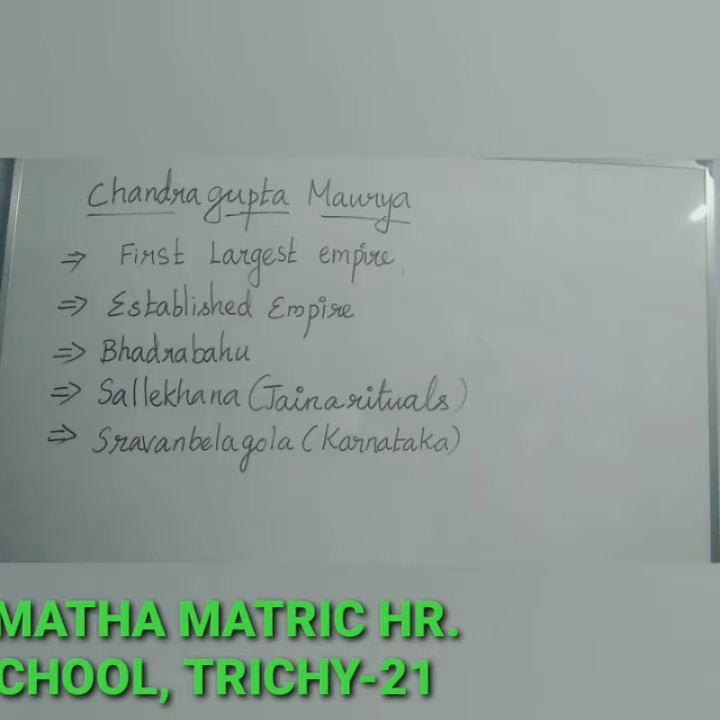 Chandragupta Maurya
⇒ First Largest empire
⇒ Established Empire
⇒ Bhadrabahu
⇒ Sallekhana (Jaina rituals)
⇒ Sravanbelagola (Karnataka)
MATHA MATRIC HR.
CHOOL, TRICHY-21